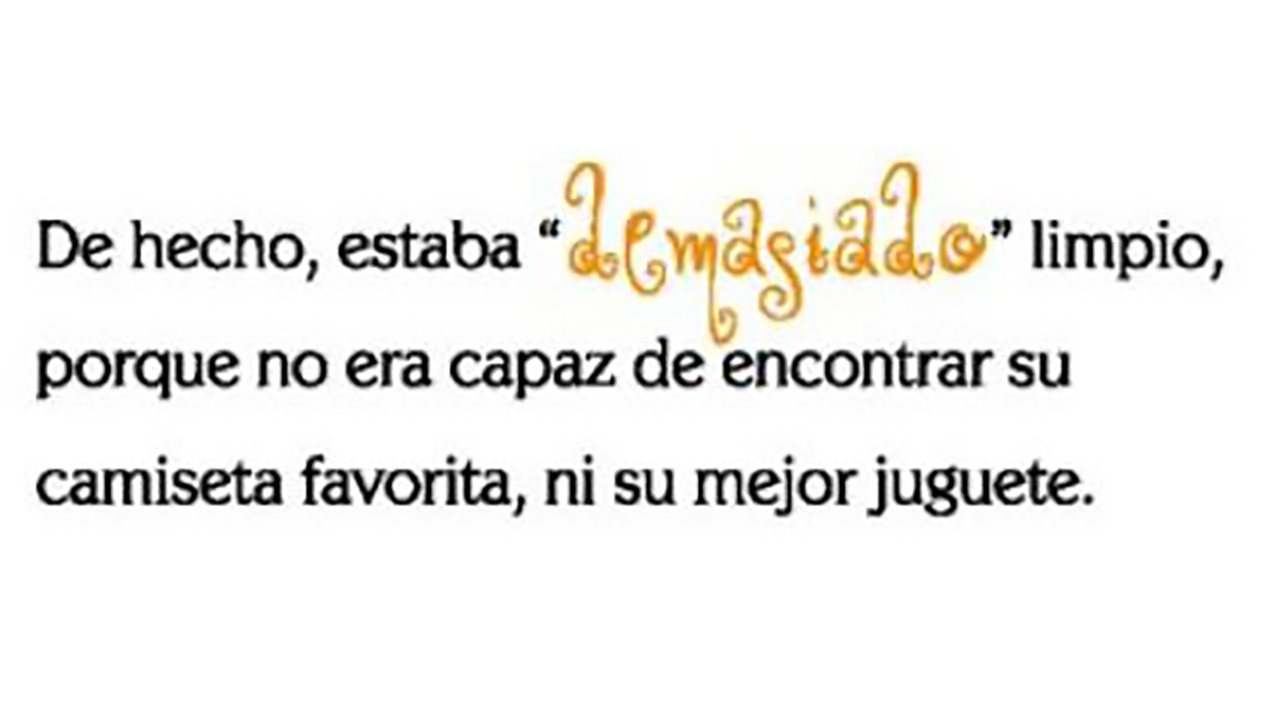 De hecho, estaba “demasiado” limpio,
porque no era capaz de encontrar su
camiseta favorita, ni su mejor juguete.